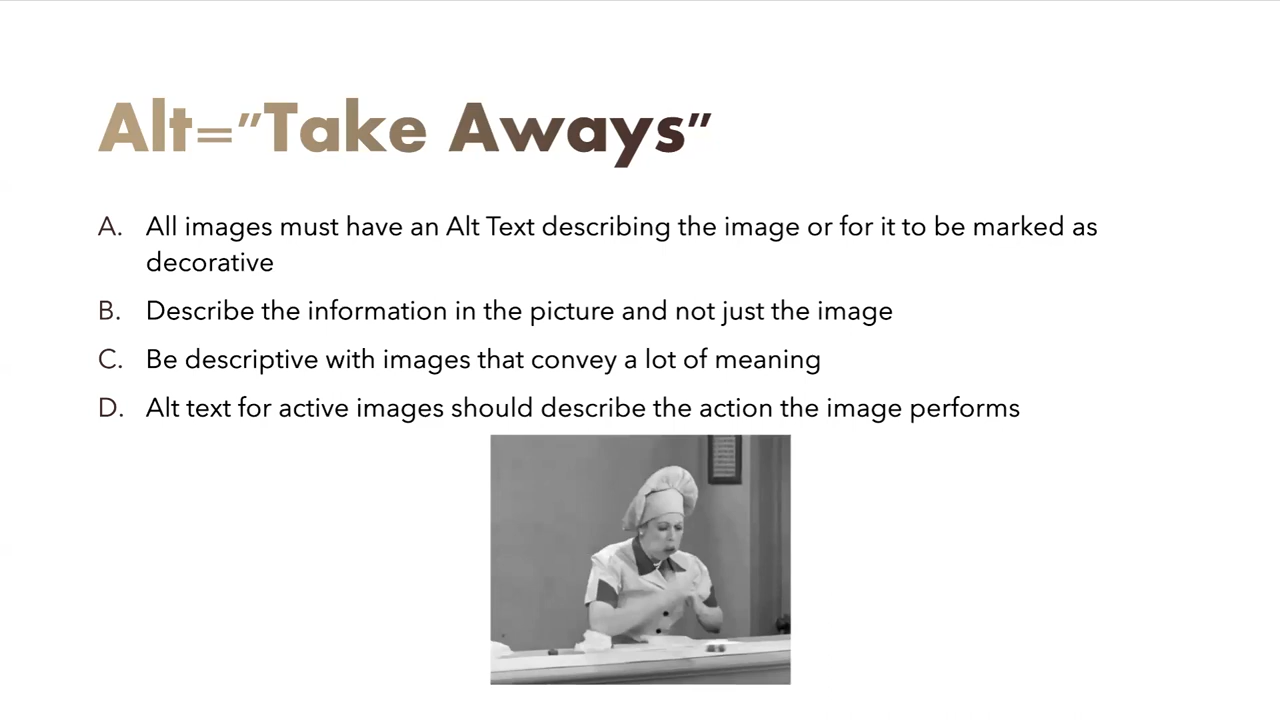 Alt="Take Aways"
A. All images must have an Alt Text describing the image or for it to be marked as
decorative
B. Describe the information in the picture and not just the image
C. Be descriptive with images that convey a lot of meaning
D. Alt text for active images should describe the action the image performs